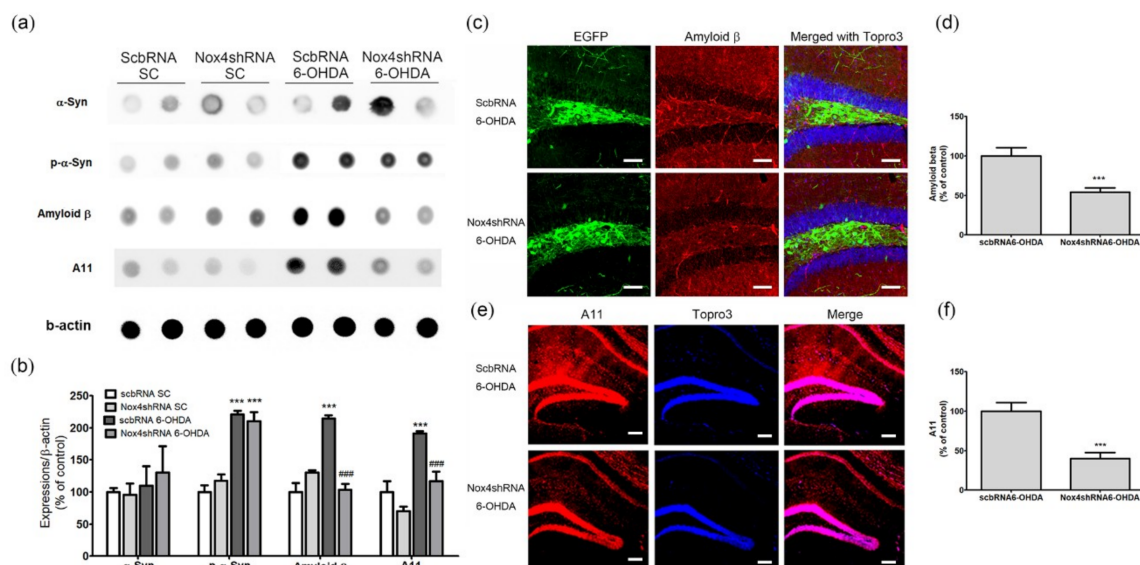 (a)
ScbRNA Nox4shRNA ScbRNA Nox4shRNA
SC SC 6-OHDA 6-OHDA
α-Syn
p-α-Syn
Amyloid β
A11
b-actin
(b)
Expressions/β-actin
(% of control)
250
200
150
100
50
0
scbRNA SC
Nox4shRNA SC
scbRNA 6-OHDA
Nox4shRNA 6-OHDA
*** *** *** ### *** ###
α-Syn p-α-Syn Amyloid β A11
(c)
EGFP Amyloid β Merged with Topro3
ScbRNA
6-OHDA
Nox4shRNA
6-OHDA
(d)
Amyloid beta
(% of control)
150
100
50
0
***
scbRNA6-OHDA Nox4shRNA6-OHDA
(e)
A11 Topro3 Merge
ScbRNA
6-OHDA
Nox4shRNA
6-OHDA
(f)
A11
(% of control)
150
100
50
0
***
scbRNA6-OHDA Nox4shRNA6-OHDA